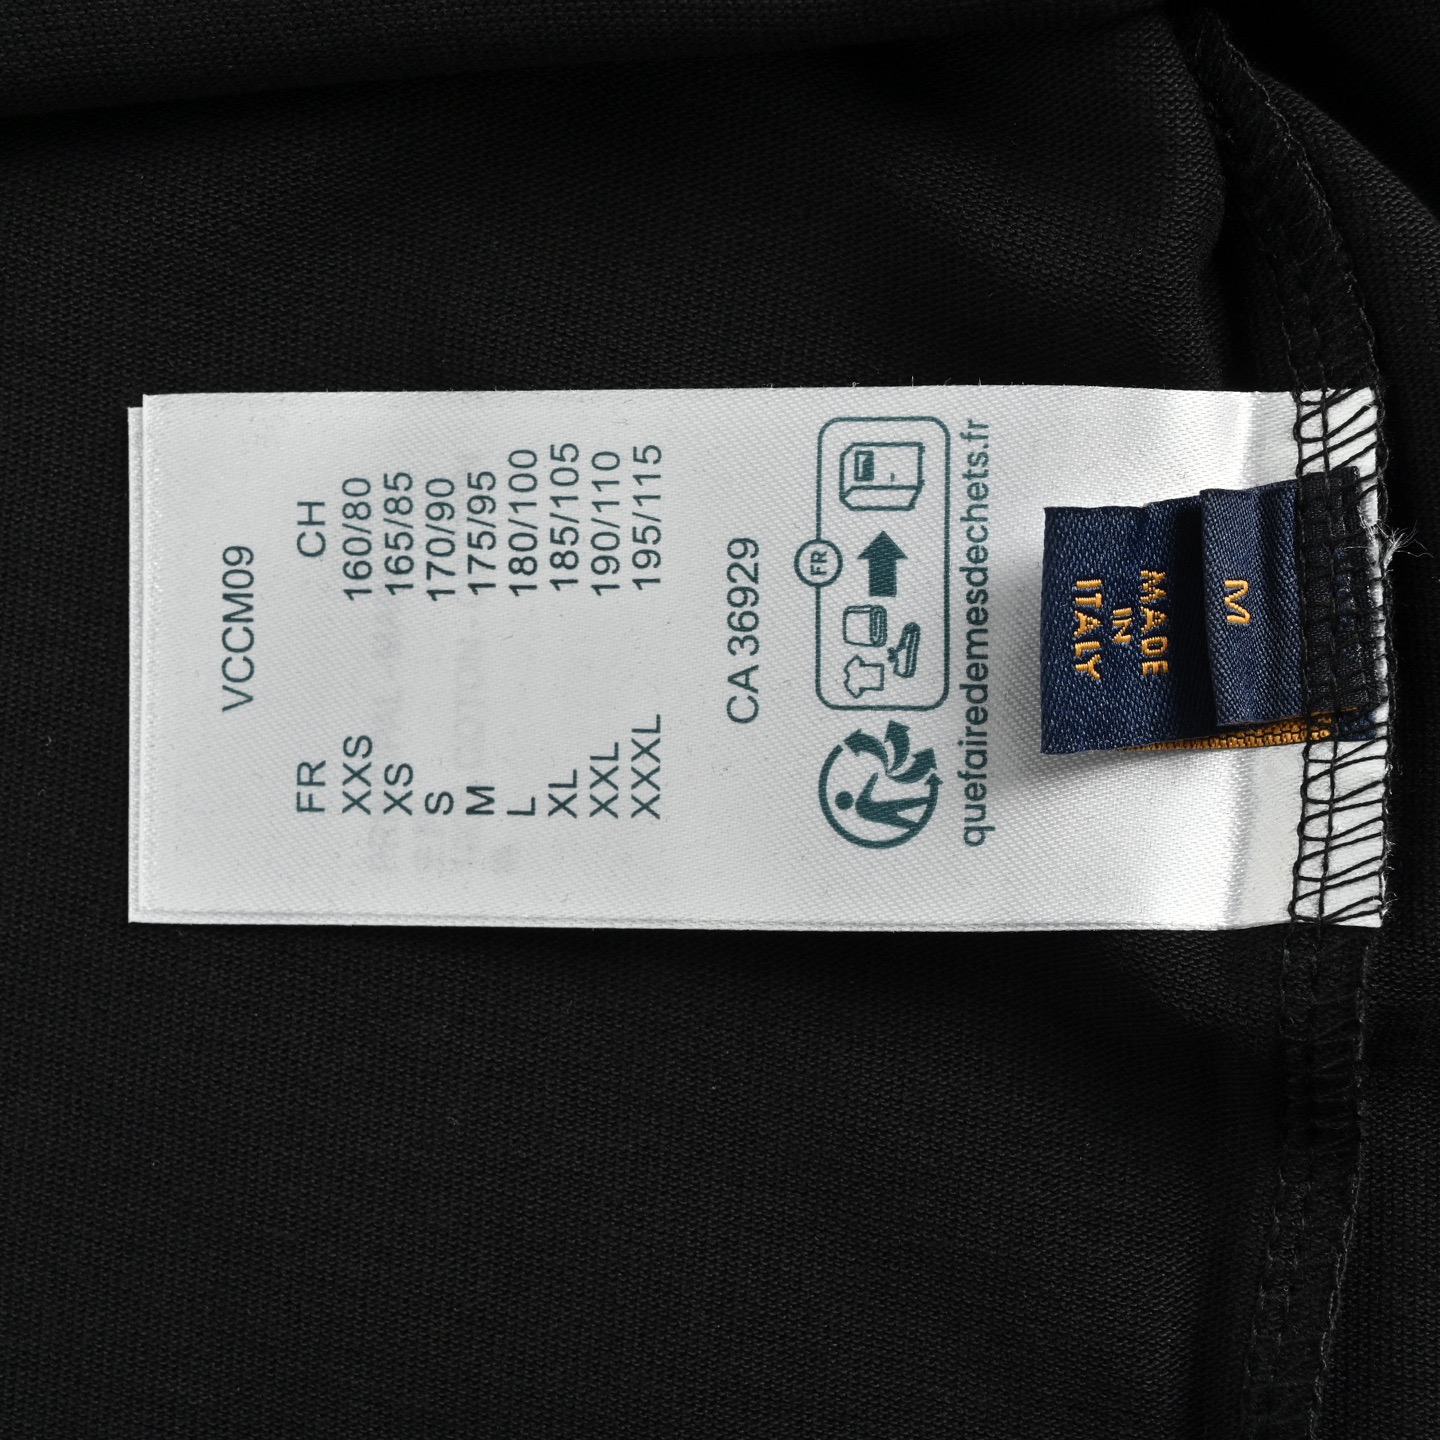 VCCM09
FR CH
XXS 160/80
XS 165/85
S 170/90
M 175/95
L 180/100
XL 185/105
XXL 190/110
XXXL 195/115
CA 36929
FR
quefairedemesdechets.fr
MADE
IN
ITALY
M